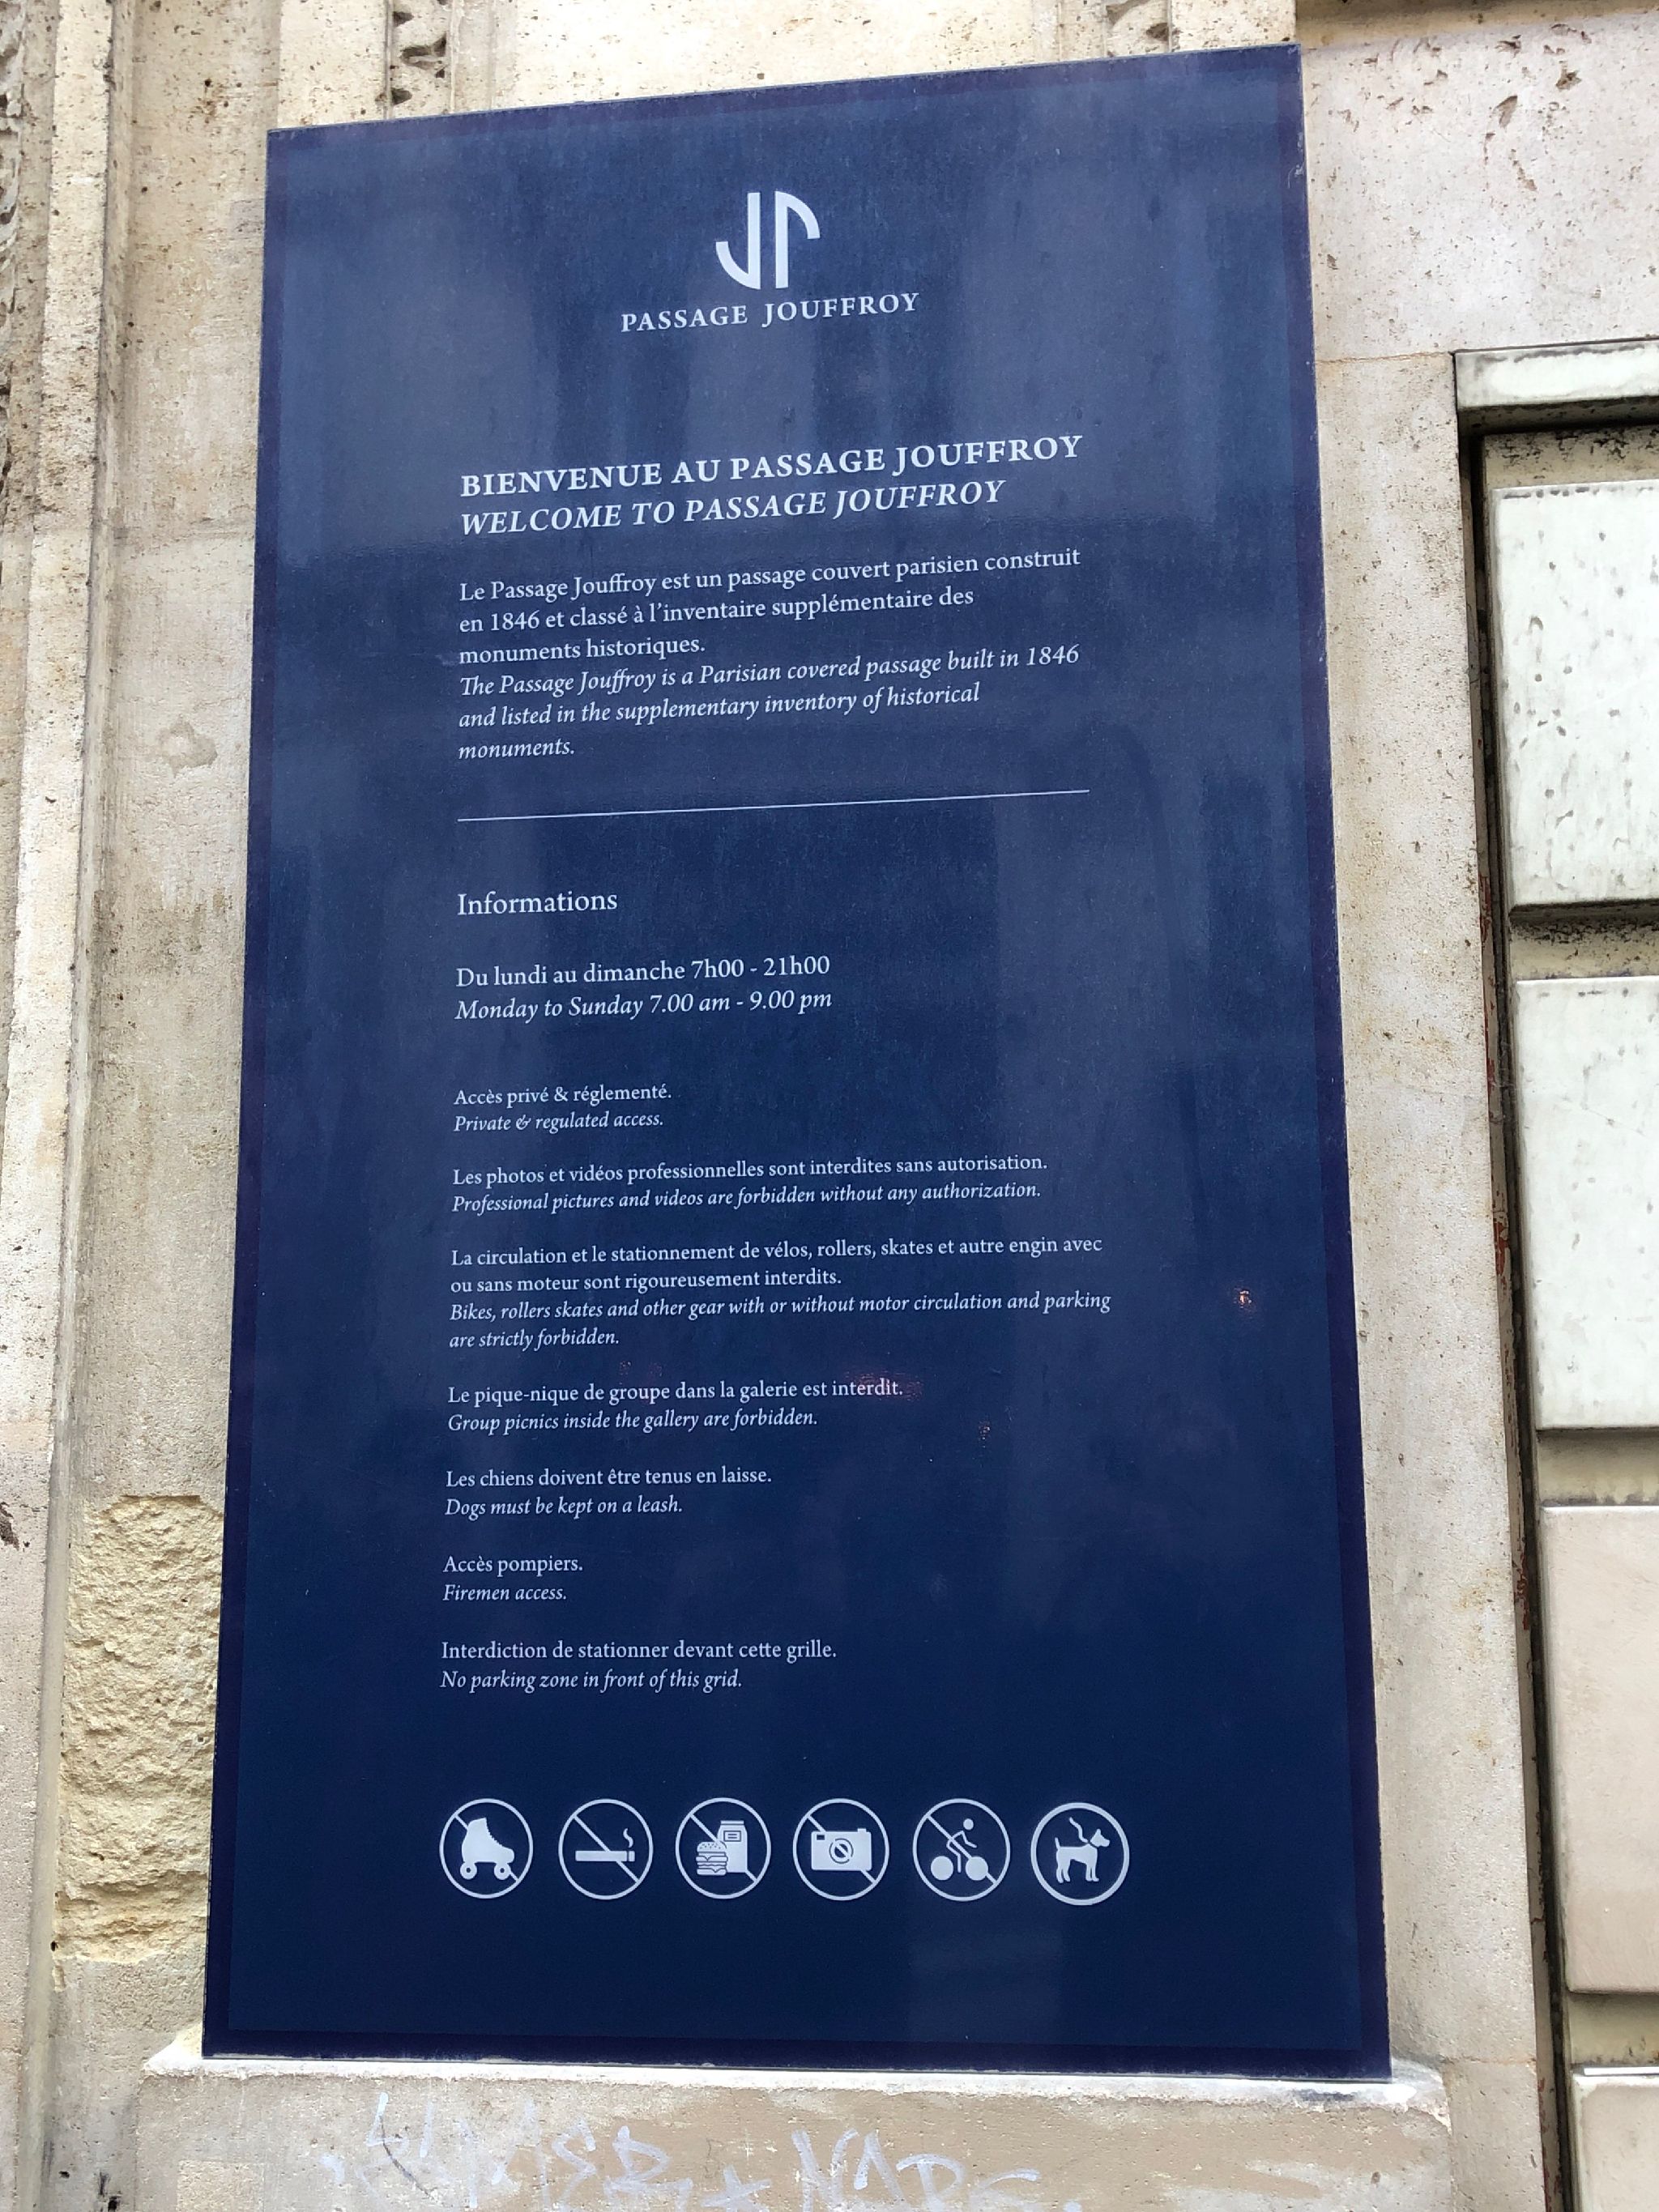 JP
PASSAGE JOUFFROY
BIENVENUE AU PASSAGE JOUFFROY
WELCOME TO PASSAGE JOUFFROY
Le Passage Jouffroy est un passage couvert parisien construit
en 1846 et classé à l'inventaire supplémentaire des
monuments historiques.
The Passage Jouffroy is a Parisian covered passage built in 1846
and listed in the supplementary inventory of historical
monuments.
Informations
Du lundi au dimanche 7h00 - 21h00
Monday to Sunday 7.00 am - 9.00 pm
Accès privé & réglementé.
Private & regulated access.
Les photos et vidéos professionnelles sont interdites sans autorisation.
Professional pictures and videos are forbidden without any authorization.
La circulation et le stationnement de vélos, rollers, skates et autre engin avec
ou sans moteur sont rigoureusement interdits.
Bikes, rollers skates and other gear with or without motor circulation and parking
are strictly forbidden.
Le pique-nique de groupe dans la galerie est interdit.
Group picnics inside the gallery are forbidden.
Les chiens doivent être tenus en laisse.
Dogs must be kept on a leash.
Accès pompiers.
Firemen access.
Interdiction de stationner devant cette grille.
No parking zone in front of this grid.